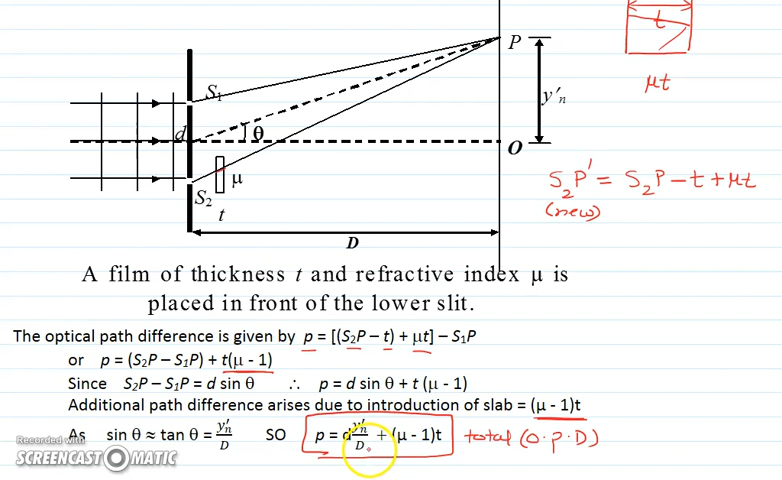 t
μt
P
S₁
y′ₙ
d
θ
O
μ
S₂
t
D
S₂P′ = S₂P − t + μt
(new)
A film of thickness t and refractive index μ is
placed in front of the lower slit.
The optical path difference is given by p = [(S₂P − t) + μt] − S₁P
or p = (S₂P − S₁P) + t(μ - 1)
Since S₂P − S₁P = d sin θ ∴ p = d sin θ + t (μ - 1)
Additional path difference arises due to introduction of slab = (μ - 1)t
As sin θ ≈ tan θ = y′ₙ/D SO p = d y′ₙ/D + (μ - 1)t total (O.P.D)
Recorded with
SCREENCAST MATIC